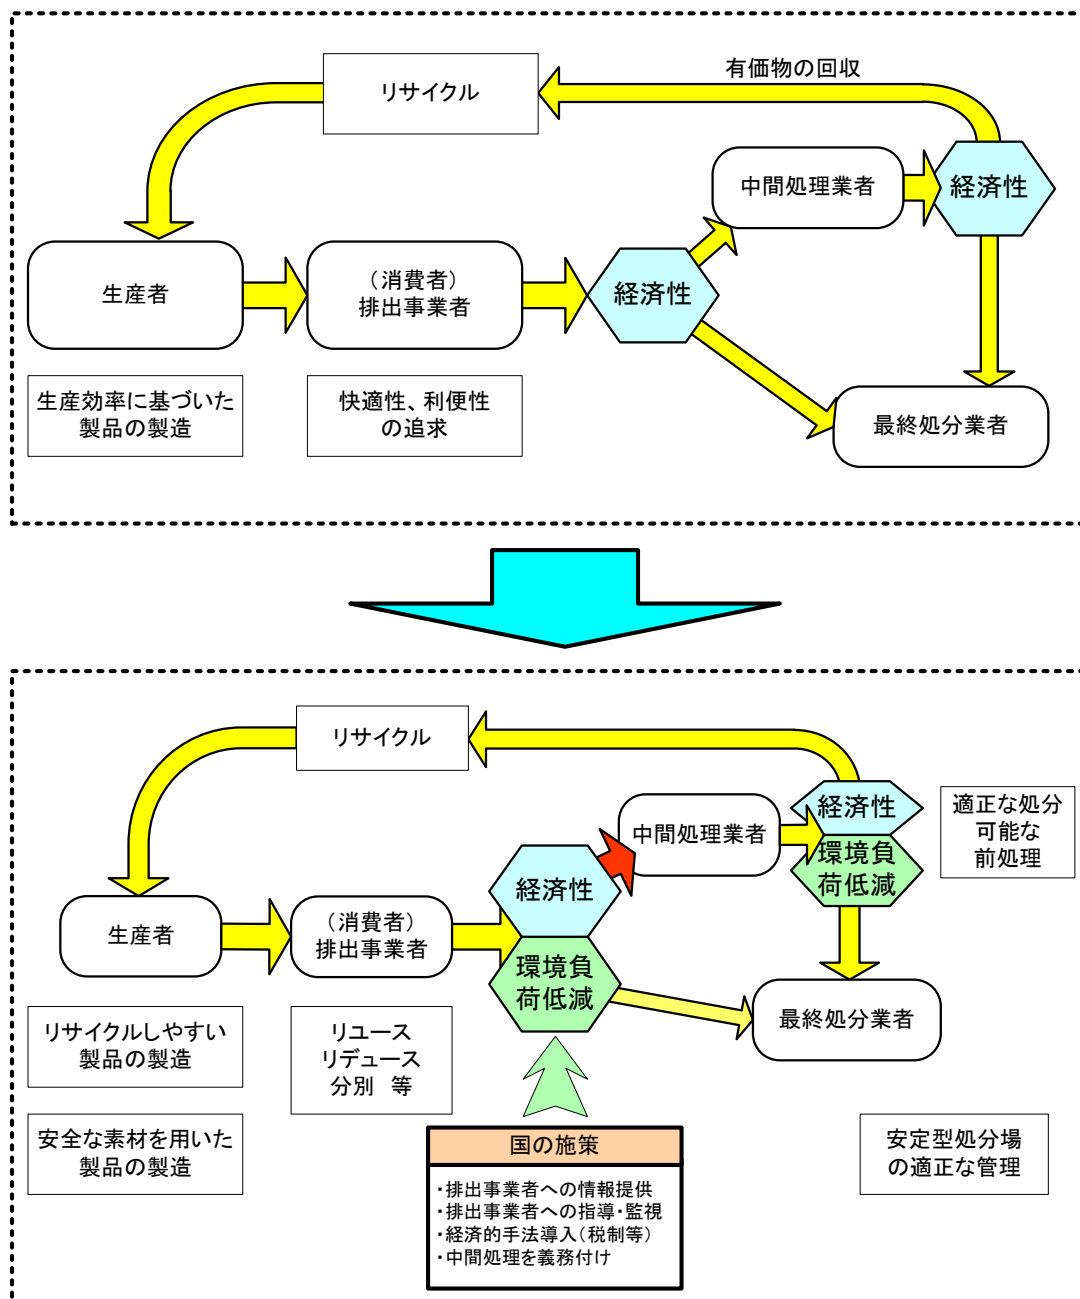 有価物の回収
リサイクル
中間処理業者
経済性
生産者
（消費者）
排出事業者
経済性
生産効率に基づいた
製品の製造
快適性、利便性
の追求
最終処分業者
リサイクル
経済性
環境負
荷低減
適正な処分
可能な
前処理
中間処理業者
経済性
環境負
荷低減
生産者
（消費者）
排出事業者
最終処分業者
リサイクルしやすい
製品の製造
リユース
リデュース
分別　等
安全な素材を用いた
製品の製造
国の施策
・排出事業者への情報提供
・排出事業者への指導・監視
・経済的手法導入（税制等）
・中間処理を義務付け
安定型処分場
の適正な管理